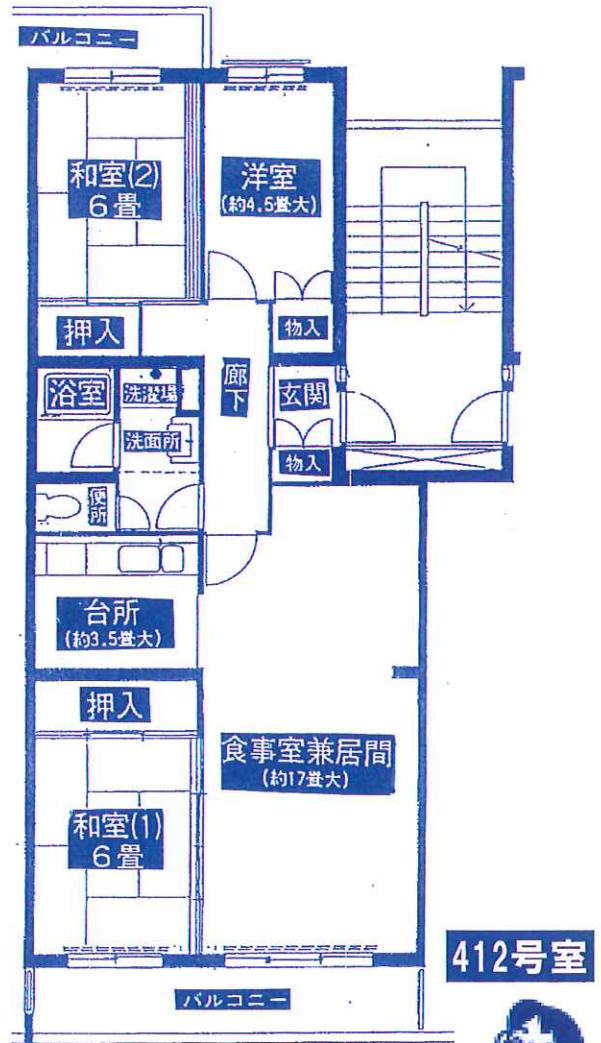 バルコニー
和室(2)
6畳
洋室
(約4.5畳大)
押入
物入
浴室
洗濯場
廊下
玄関
洗面所
物入
便所
台所
(約3.5畳大)
押入
食事室兼居間
(約17畳大)
和室(1)
6畳
412号室
バルコニー